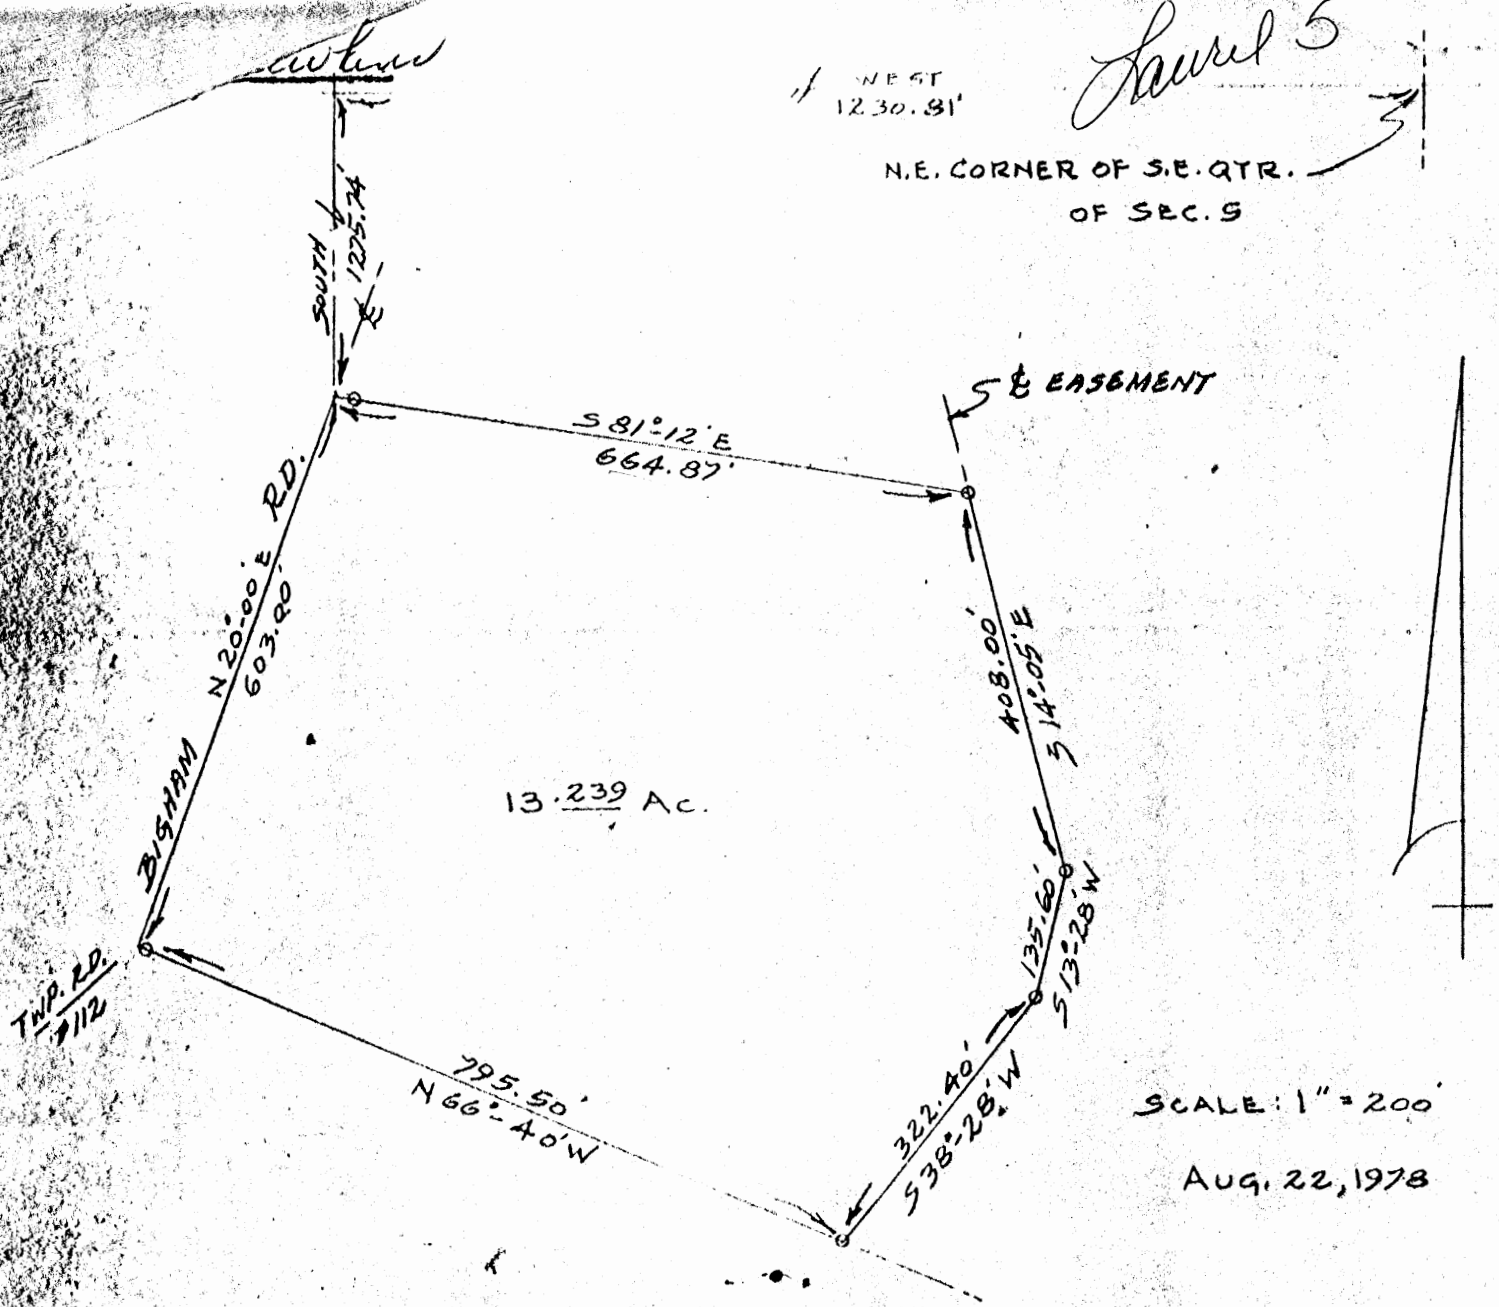 Laurel 5
WEST
1230.81'
N.E. CORNER OF S.E. QTR.
OF SEC. 5
SOUTH
1275.74'
℄
℄ EASEMENT
S 81°-12' E
664.87'
BIGHAM RD.
N 20°-00' E
603.00'
408.00'
S 14°-05' E
13.239 AC.
135.60'
S 13°-28' W
TWP. RD.
#112
795.50'
N 66°-40' W
322.40'
S 38°-28' W
SCALE: 1" = 200'
AUG. 22, 1978